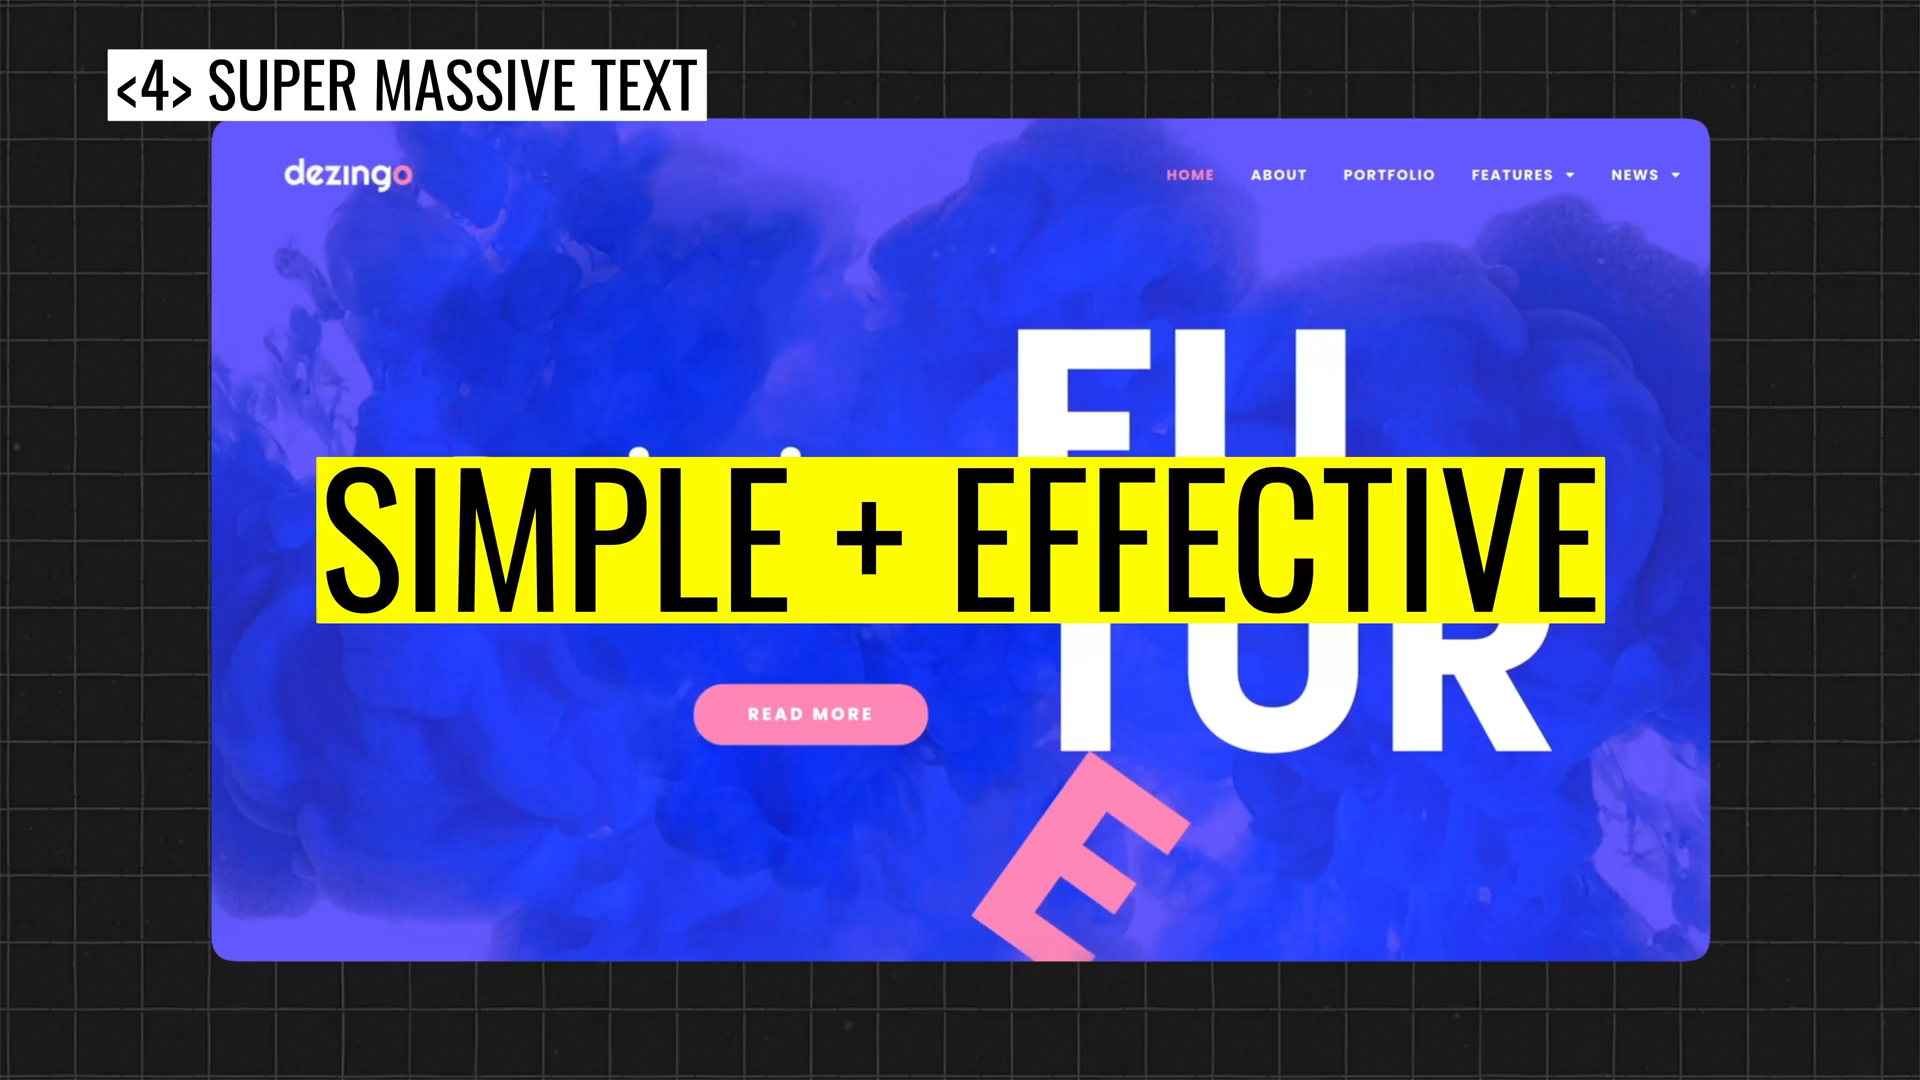 <4> SUPER MASSIVE TEXT
dezingo
HOME ABOUT PORTFOLIO FEATURES NEWS
FU
SIMPLE + EFFECTIVE
TUR
READ MORE
E